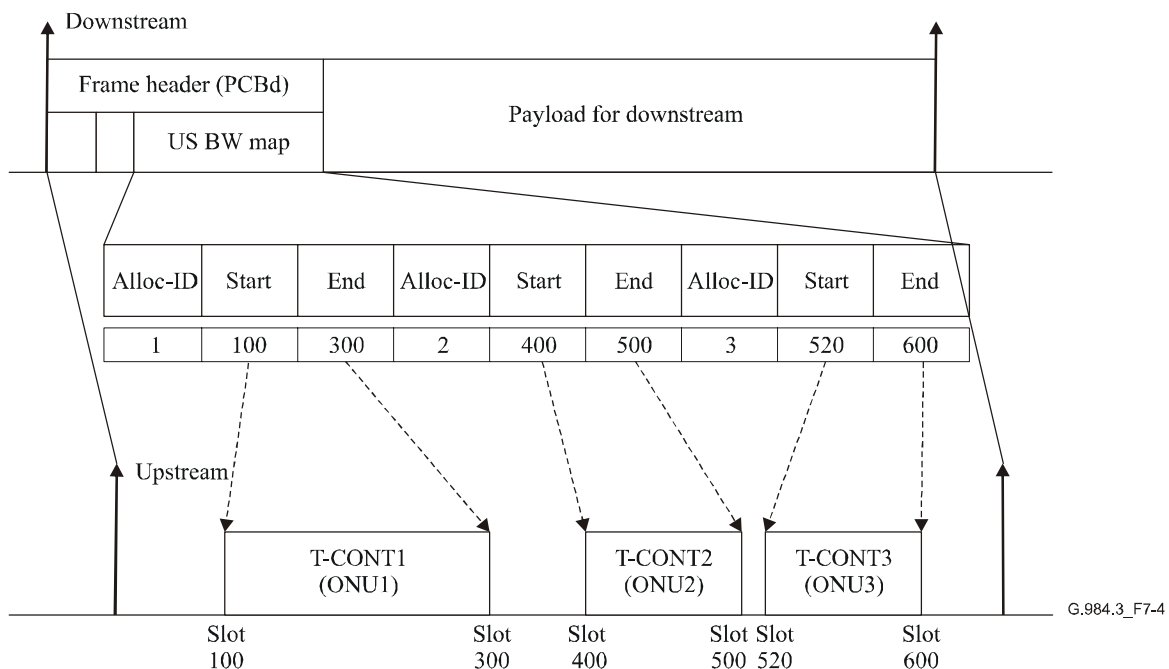 Downstream
Frame header (PCBd)
US BW map
Payload for downstream
Alloc-ID Start End Alloc-ID Start End Alloc-ID Start End
1 100 300 2 400 500 3 520 600
Upstream
T-CONT1
(ONU1)
T-CONT2
(ONU2)
T-CONT3
(ONU3)
G.984.3_F7-4
Slot Slot Slot Slot Slot Slot
100 300 400 500 520 600